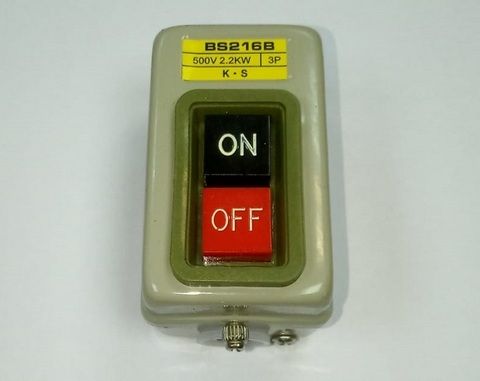 BS216B
500V 2.2KW 3P
K·S
ON
OFF